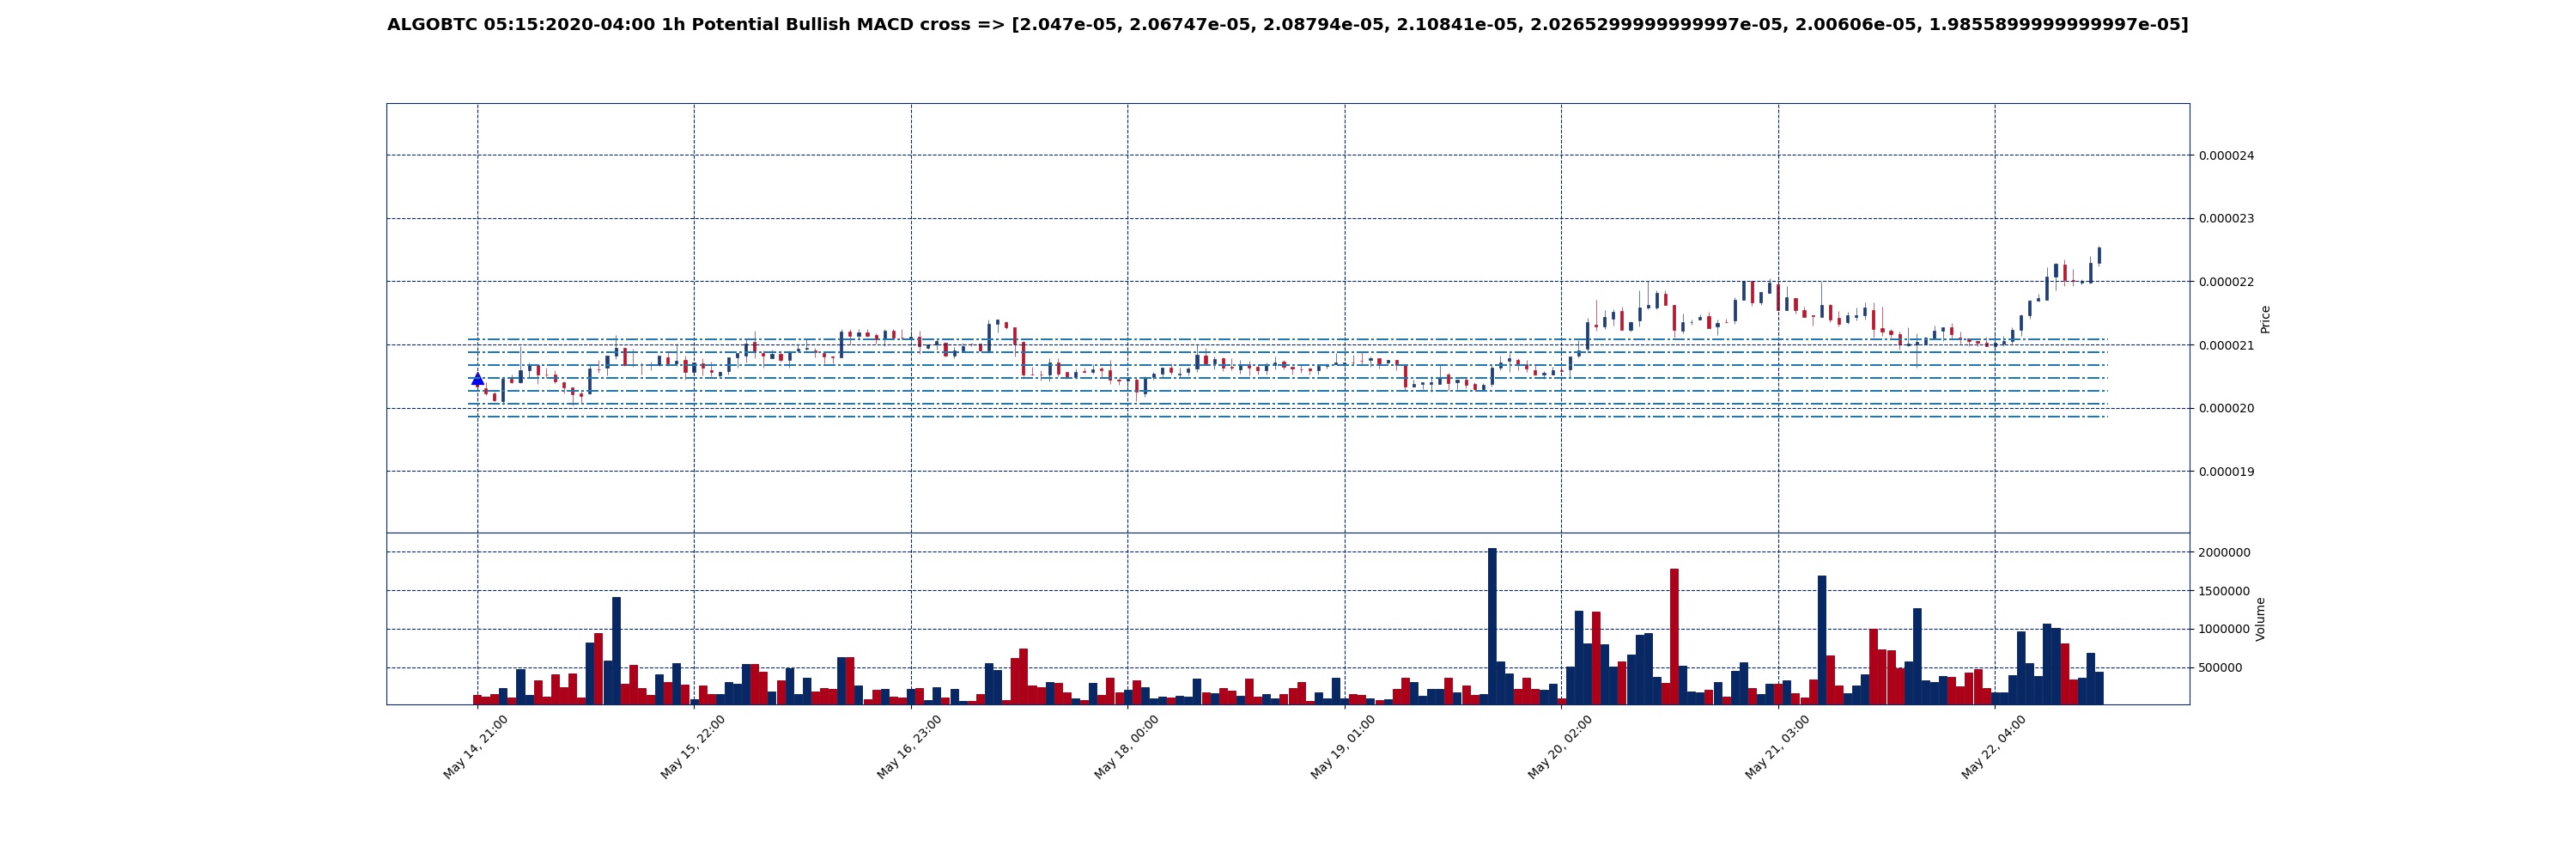 ALGOBTC 05:15:2020-04:00 1h Potential Bullish MACD cross => [2.047e-05, 2.06747e-05, 2.08794e-05, 2.10841e-05, 2.0265299999999997e-05, 2.00606e-05, 1.9855899999999997e-05]
0.000024
0.000023
0.000022
0.000021
0.000020
0.000019
Price
2000000
1500000
1000000
500000
Volume
May 14, 21:00
May 15, 22:00
May 16, 23:00
May 18, 00:00
May 19, 01:00
May 20, 02:00
May 21, 03:00
May 22, 04:00